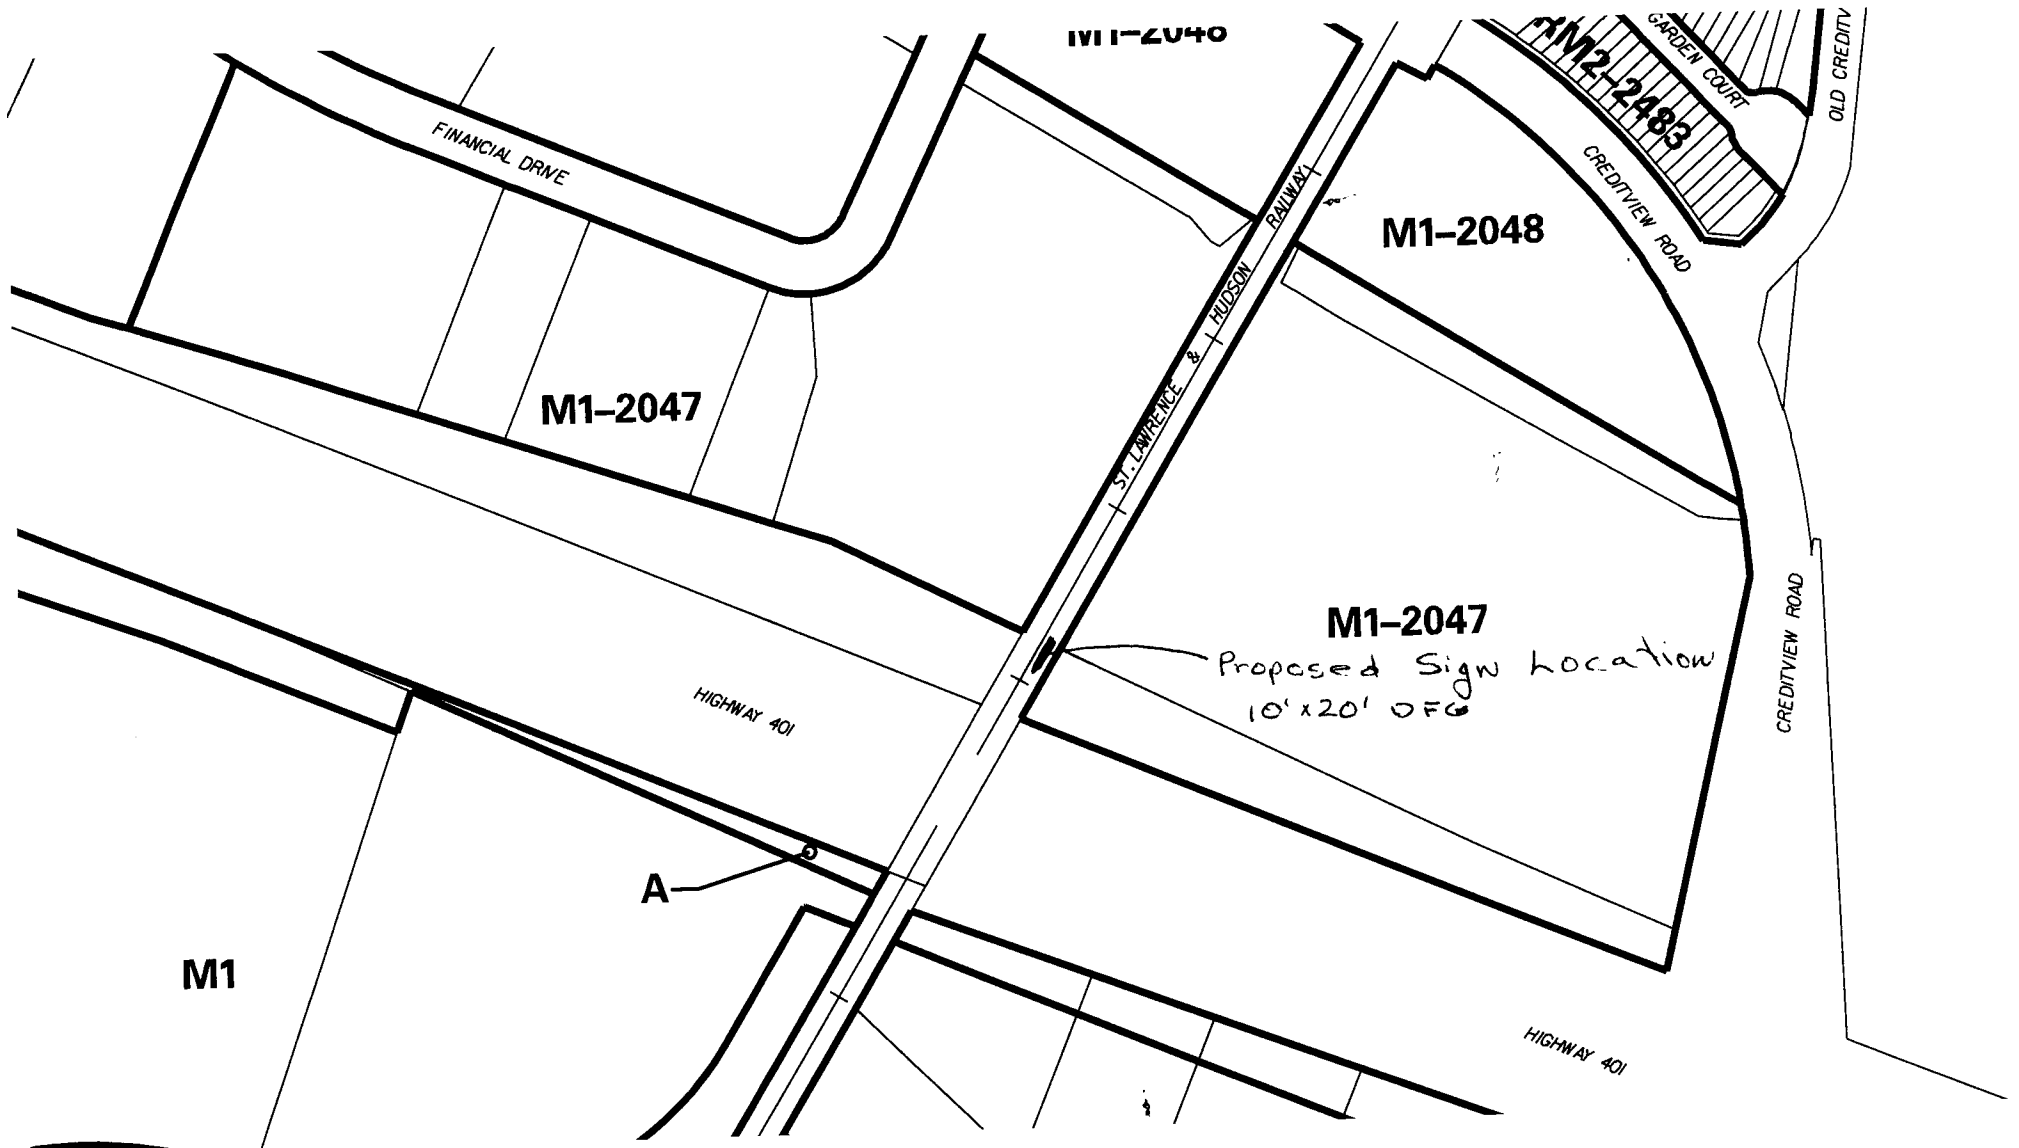 M1–2048
RM2–2483
GARDEN COURT
OLD CREDITV
FINANCIAL DRIVE
CREDITVIEW ROAD
M1–2048
ST. LAWRENCE & HUDSON RAILWAY
M1–2047
M1–2047
Proposed Sign Location
10' x 20' OFG
CREDITVIEW ROAD
HIGHWAY 401
A
M1
HIGHWAY 401